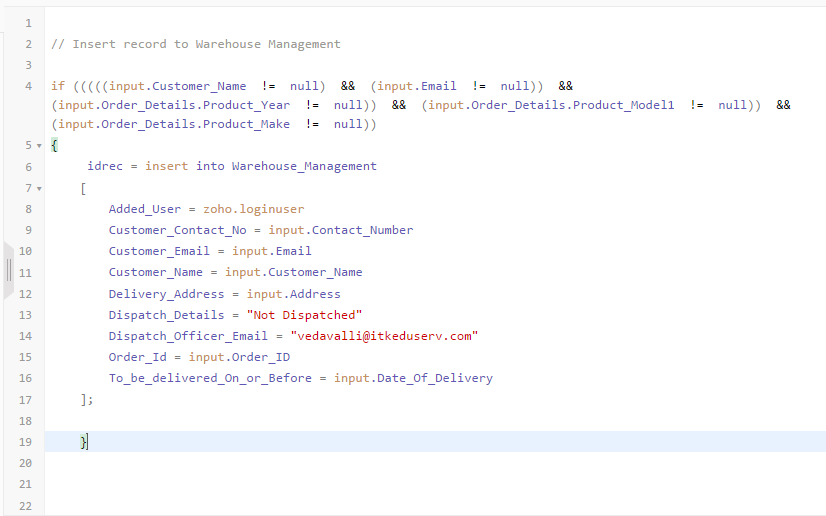 1
2 // Insert record to Warehouse Management
3
4 if (((((input.Customer_Name != null) && (input.Email != null)) &&
(input.Order_Details.Product_Year != null)) && (input.Order_Details.Product_Model1 != null)) &&
(input.Order_Details.Product_Make != null))
5 {
6 idrec = insert into Warehouse_Management
7 [
8 Added_User = zoho.loginuser
9 Customer_Contact_No = input.Contact_Number
10 Customer_Email = input.Email
11 Customer_Name = input.Customer_Name
12 Delivery_Address = input.Address
13 Dispatch_Details = "Not Dispatched"
14 Dispatch_Officer_Email = "vedavalli@itkeduserv.com"
15 Order_Id = input.Order_ID
16 To_be_delivered_On_or_Before = input.Date_Of_Delivery
17 ];
18
19 }
20
21
22